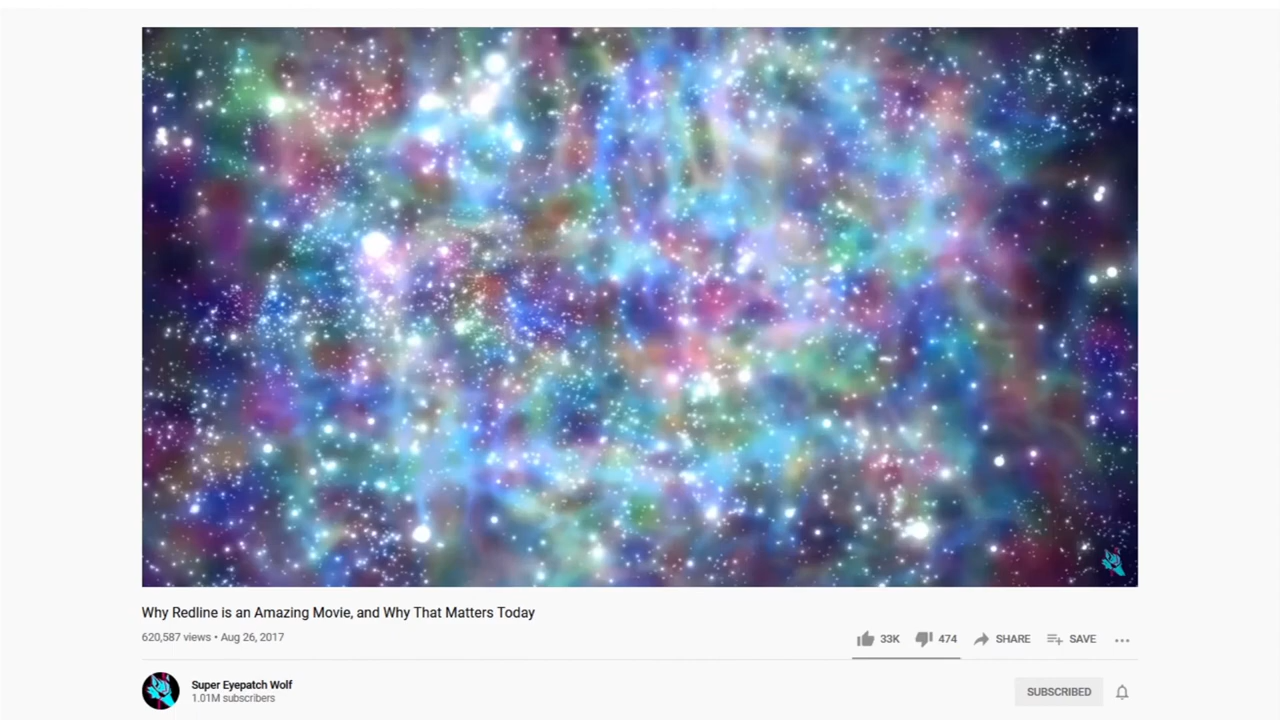 Why Redline is an Amazing Movie, and Why That Matters Today
620,587 views • Aug 26, 2017
33K 474 SHARE SAVE
Super Eyepatch Wolf
1.01M subscribers
SUBSCRIBED